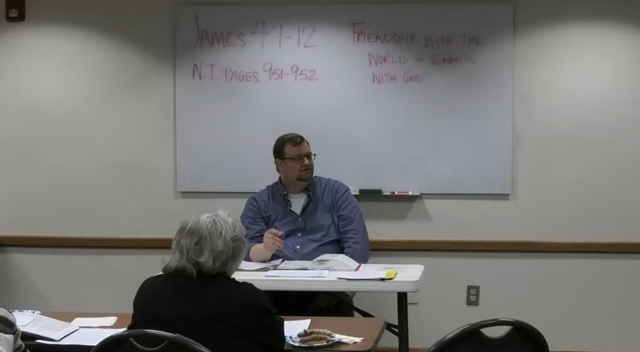 JAMES 4:1-12
N.T. PAGES 951-952
FRIENDSHIP WITH THE
WORLD = ENMITY
WITH GOD